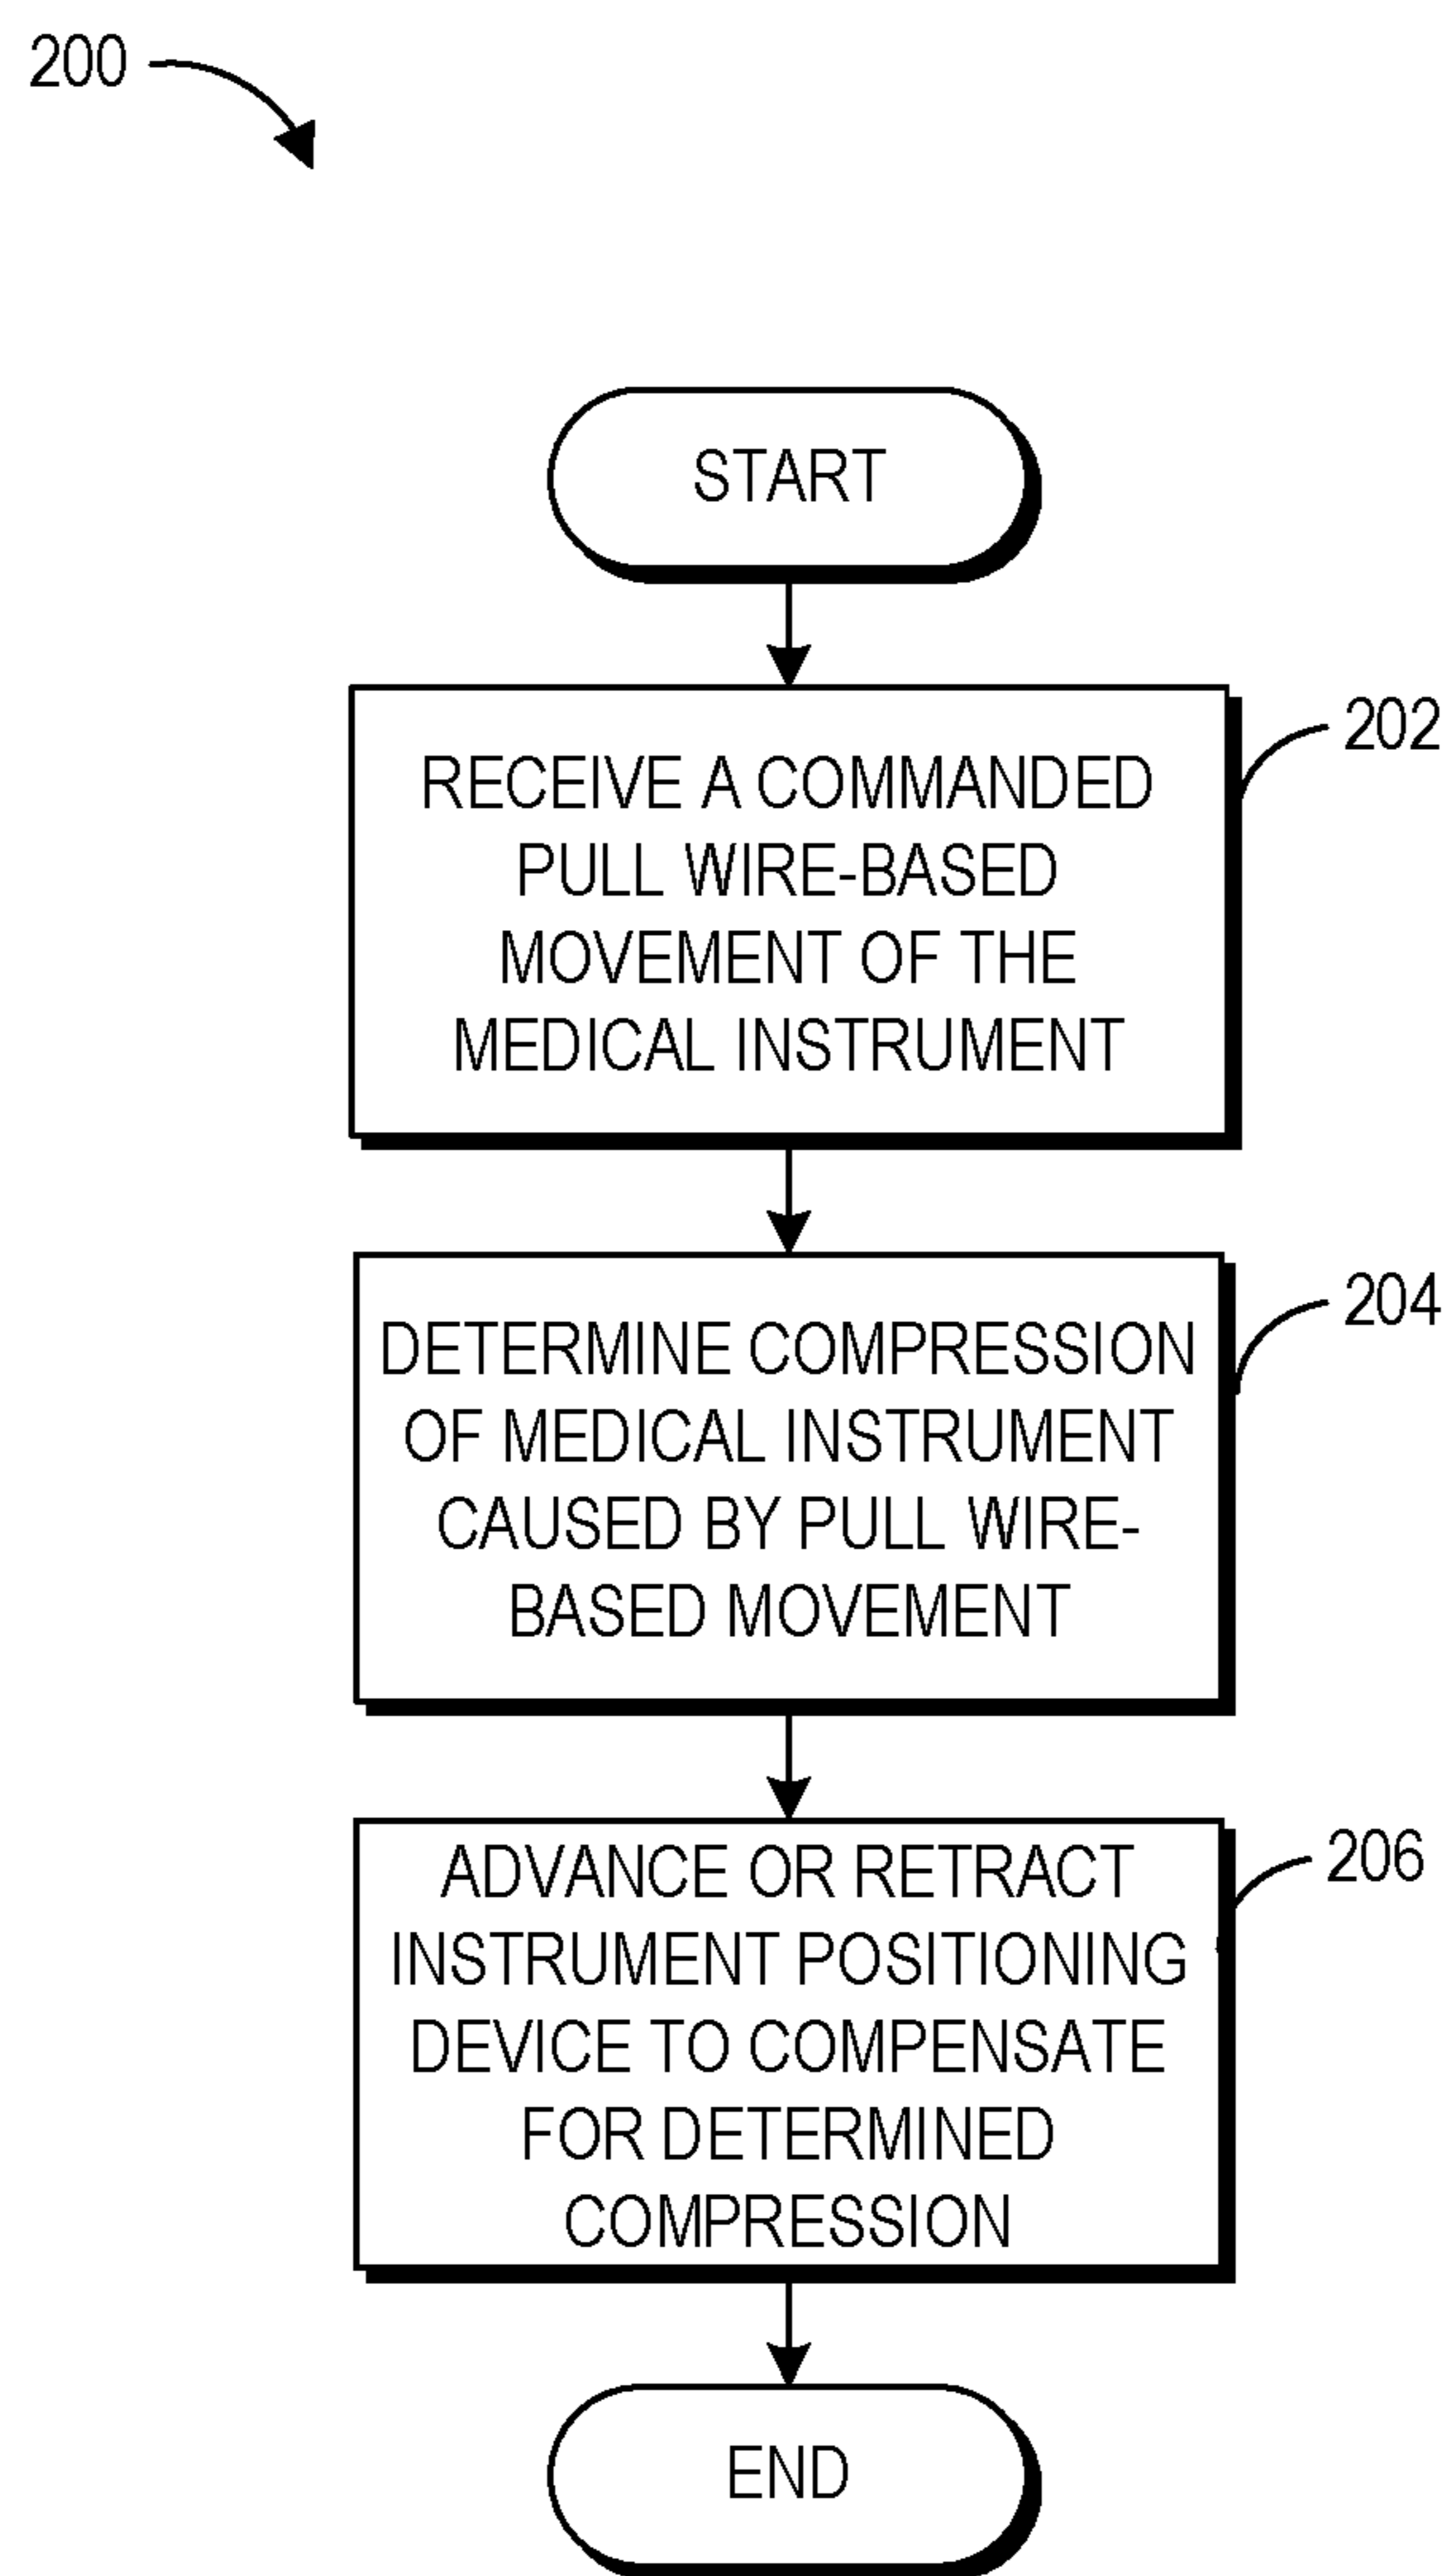 200
START
RECEIVE A COMMANDED
PULL WIRE-BASED
MOVEMENT OF THE
MEDICAL INSTRUMENT
202
DETERMINE COMPRESSION
OF MEDICAL INSTRUMENT
CAUSED BY PULL WIRE-
BASED MOVEMENT
204
ADVANCE OR RETRACT
INSTRUMENT POSITIONING
DEVICE TO COMPENSATE
FOR DETERMINED
COMPRESSION
206
END